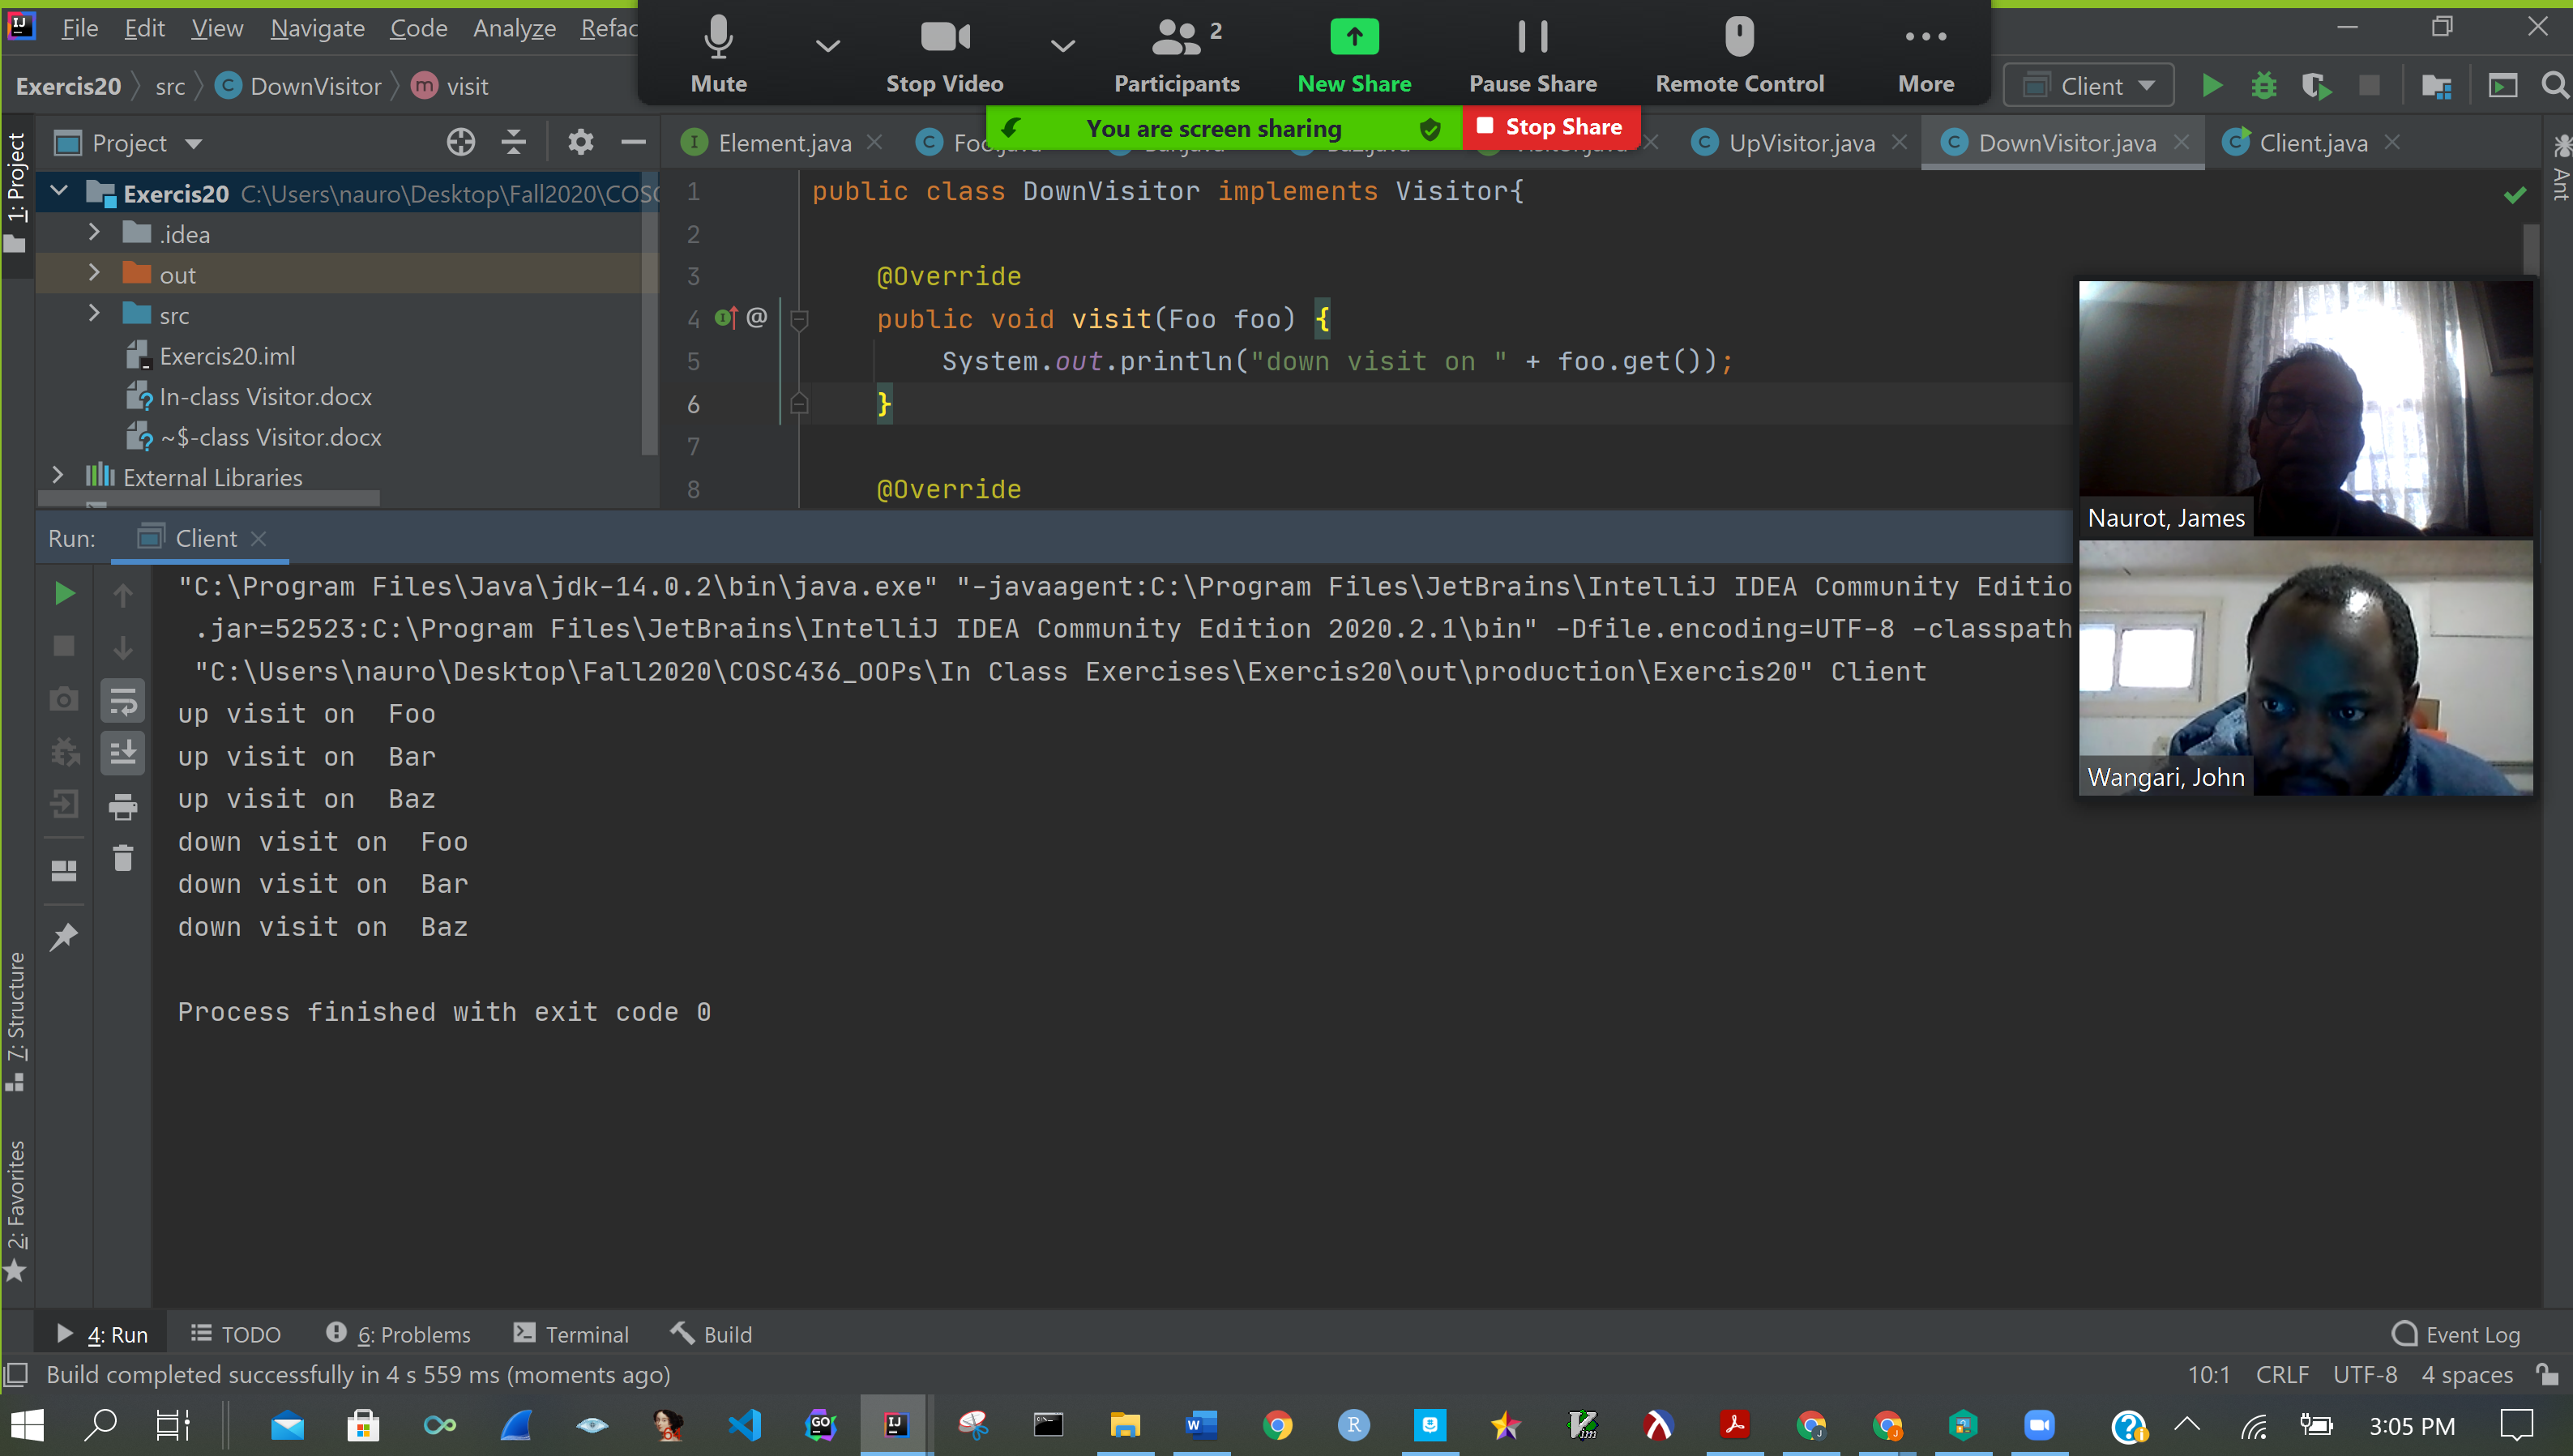 File Edit View Navigate Code Analyze Refac
Mute
Stop Video
2
Participants
New Share
Pause Share
Remote Control
More
You are screen sharing
Stop Share
Exercis20 src DownVisitor visit
Client
1: Project
Project
Element.java
UpVisitor.java
DownVisitor.java
Client.java
Ant
Exercis20 C:\Users\nauro\Desktop\Fall2020\COSC
.idea
out
src
Exercis20.iml
In-class Visitor.docx
~$-class Visitor.docx
External Libraries
1 public class DownVisitor implements Visitor{
2
3 @Override
4 @ public void visit(Foo foo) {
5 System.out.println("down visit on " + foo.get());
6 }
7
8 @Override
Naurot, James
Wangari, John
Run: Client
"C:\Program Files\Java\jdk-14.0.2\bin\java.exe" "-javaagent:C:\Program Files\JetBrains\IntelliJ IDEA Community Editio
.jar=52523:C:\Program Files\JetBrains\IntelliJ IDEA Community Edition 2020.2.1\bin" -Dfile.encoding=UTF-8 -classpath
"C:\Users\nauro\Desktop\Fall2020\COSC436_OOPs\In Class Exercises\Exercis20\out\production\Exercis20" Client
up visit on  Foo
up visit on  Bar
up visit on  Baz
down visit on  Foo
down visit on  Bar
down visit on  Baz
Process finished with exit code 0
7: Structure
2: Favorites
4: Run TODO 6: Problems Terminal Build
Event Log
Build completed successfully in 4 s 559 ms (moments ago)
10:1 CRLF UTF-8 4 spaces
3:05 PM